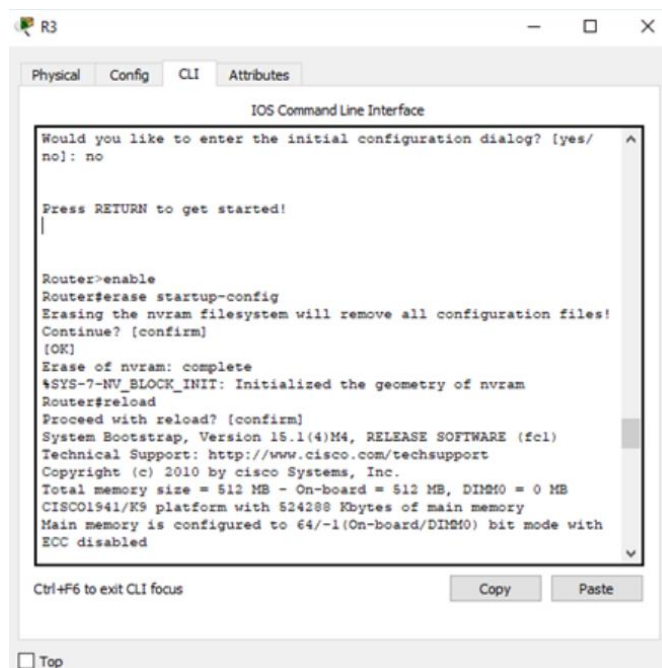 R3
Physical Config CLI Attributes
IOS Command Line Interface
Would you like to enter the initial configuration dialog? [yes/
no]: no
Press RETURN to get started!
Router>enable
Router#erase startup-config
Erasing the nvram filesystem will remove all configuration files!
Continue? [confirm]
[OK]
Erase of nvram: complete
%SYS-7-NV_BLOCK_INIT: Initialized the geometry of nvram
Router#reload
Proceed with reload? [confirm]
System Bootstrap, Version 15.1(4)M4, RELEASE SOFTWARE (fc1)
Technical Support: http://www.cisco.com/techsupport
Copyright (c) 2010 by cisco Systems, Inc.
Total memory size = 512 MB - On-board = 512 MB, DIMM0 = 0 MB
CISCO1941/K9 platform with 524288 Kbytes of main memory
Main memory is configured to 64/-1(On-board/DIMM0) bit mode with
ECC disabled
Ctrl+F6 to exit CLI focus
Copy Paste
Top